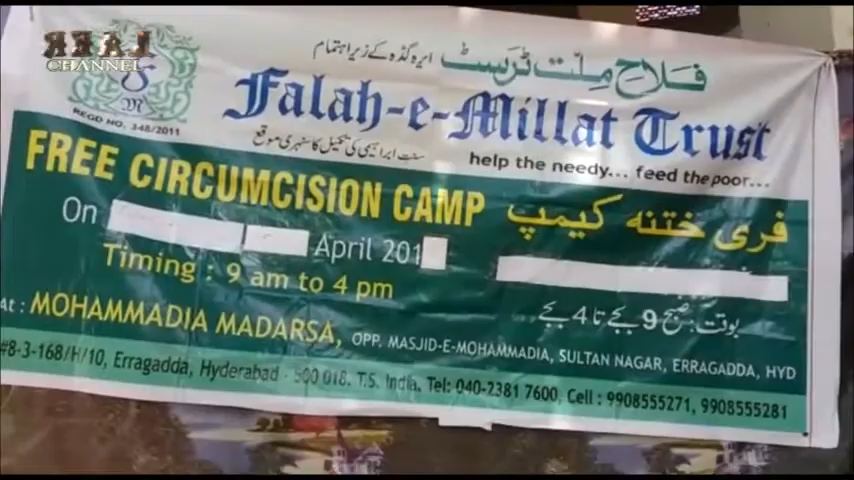 REAL
CHANNEL
ایرہ گڈہ کے زیر اہتمام فلاحِ ملت ٹرسٹ
Falah-e-Millat Trust
REGD NO. 348/2011
سنت ابراہیمی کی تکمیل کا سنہری موقع
help the needy... feed the poor...
FREE CIRCUMCISION CAMP فری ختنہ کیمپ
On April 201
Timing : 9 am to 4 pm
بوقت: صبح 9 بجے تا 4 بجے
At : MOHAMMADIA MADARSA, OPP. MASJID-E-MOHAMMADIA, SULTAN NAGAR, ERRAGADDA, HYD
#8-3-168/H/10, Erragadda, Hyderabad - 500 018. T.S. India. Tel: 040-2381 7600, Cell : 9908555271, 9908555281